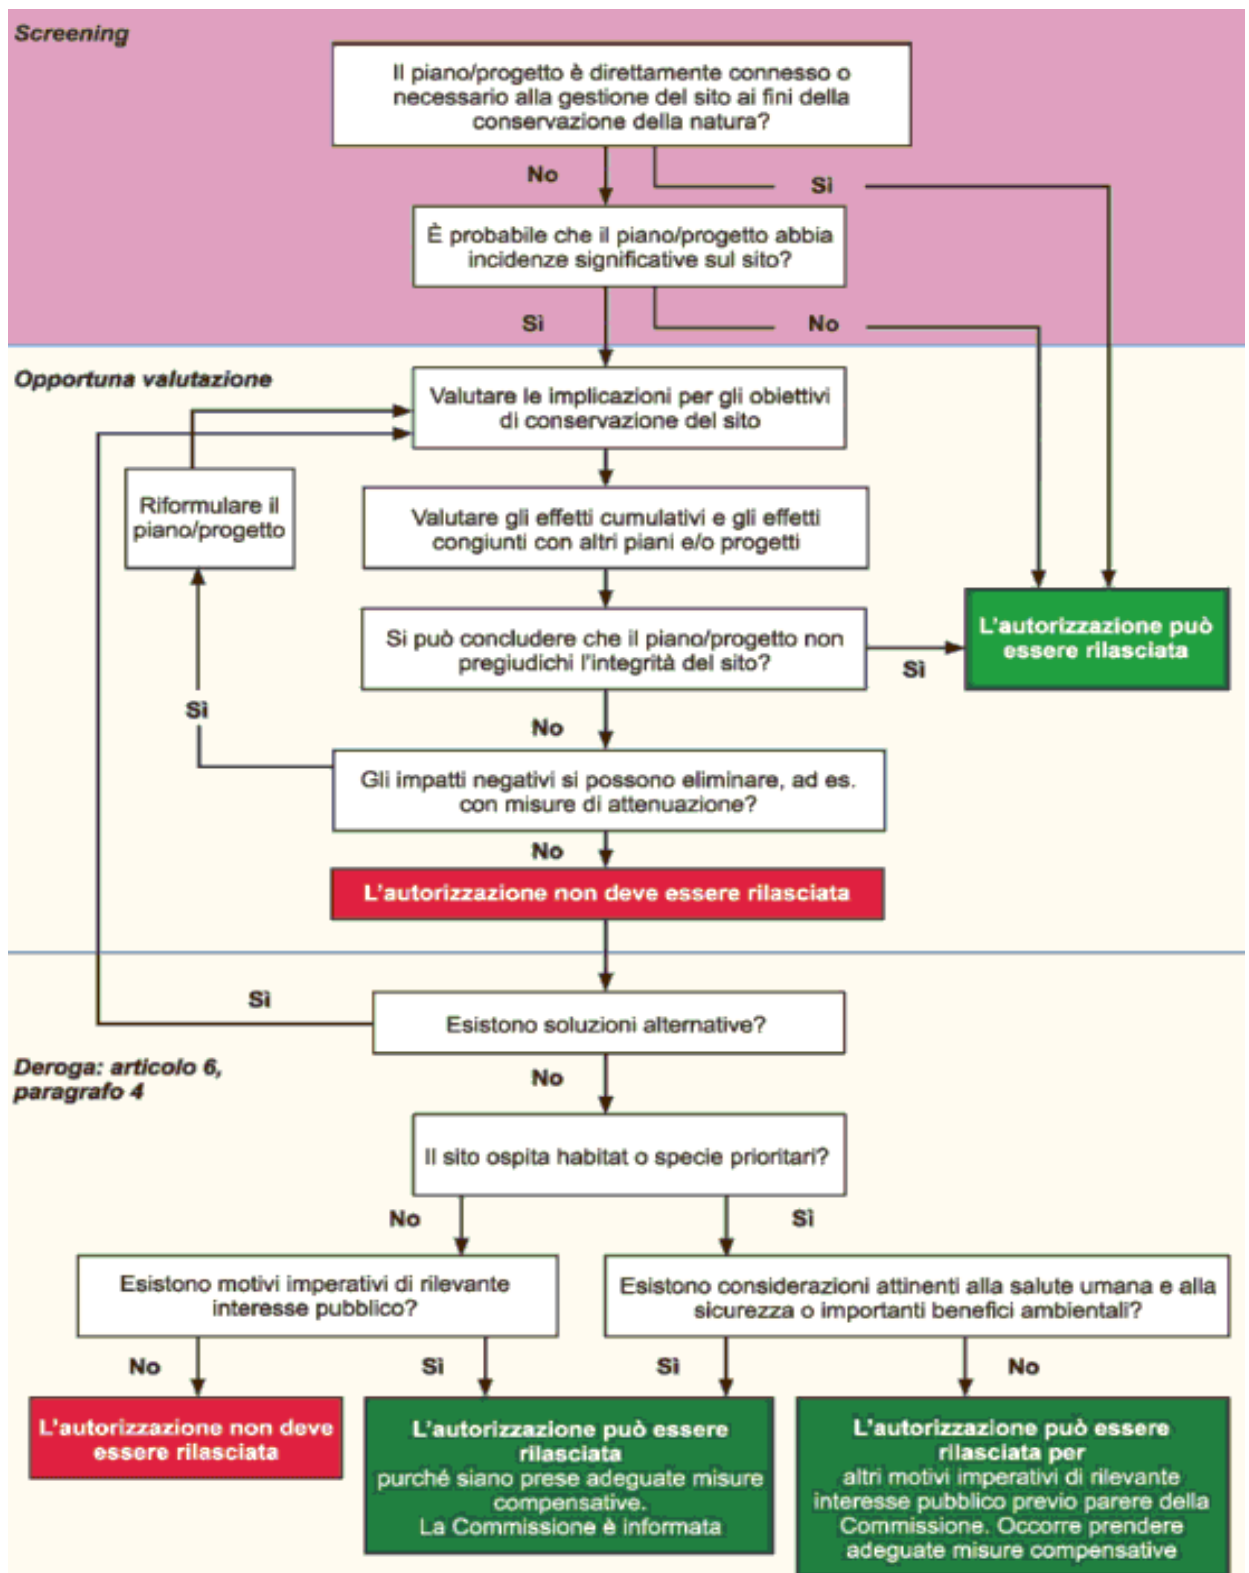 Screening
Il piano/progetto è direttamente connesso o
necessario alla gestione del sito ai fini della
conservazione della natura?
No
Sì
È probabile che il piano/progetto abbia
incidenze significative sul sito?
Sì
No
Opportuna valutazione
Valutare le implicazioni per gli obiettivi
di conservazione del sito
Riformulare il
piano/progetto
Valutare gli effetti cumulativi e gli effetti
congiunti con altri piani e/o progetti
Si può concludere che il piano/progetto non
pregiudichi l'integrità del sito?
Sì
L'autorizzazione può
essere rilasciata
Sì
No
Gli impatti negativi si possono eliminare, ad es.
con misure di attenuazione?
No
L'autorizzazione non deve essere rilasciata
Sì
Esistono soluzioni alternative?
Deroga: articolo 6,
paragrafo 4
No
Il sito ospita habitat o specie prioritari?
No
Sì
Esistono motivi imperativi di rilevante
interesse pubblico?
Esistono considerazioni attinenti alla salute umana e alla
sicurezza o importanti benefici ambientali?
No
Sì
Sì
No
L'autorizzazione non deve
essere rilasciata
L'autorizzazione può essere
rilasciata
purché siano prese adeguate misure
compensative.
La Commissione è informata
L'autorizzazione può essere
rilasciata per
altri motivi imperativi di rilevante
interesse pubblico previo parere della
Commissione. Occorre prendere
adeguate misure compensative